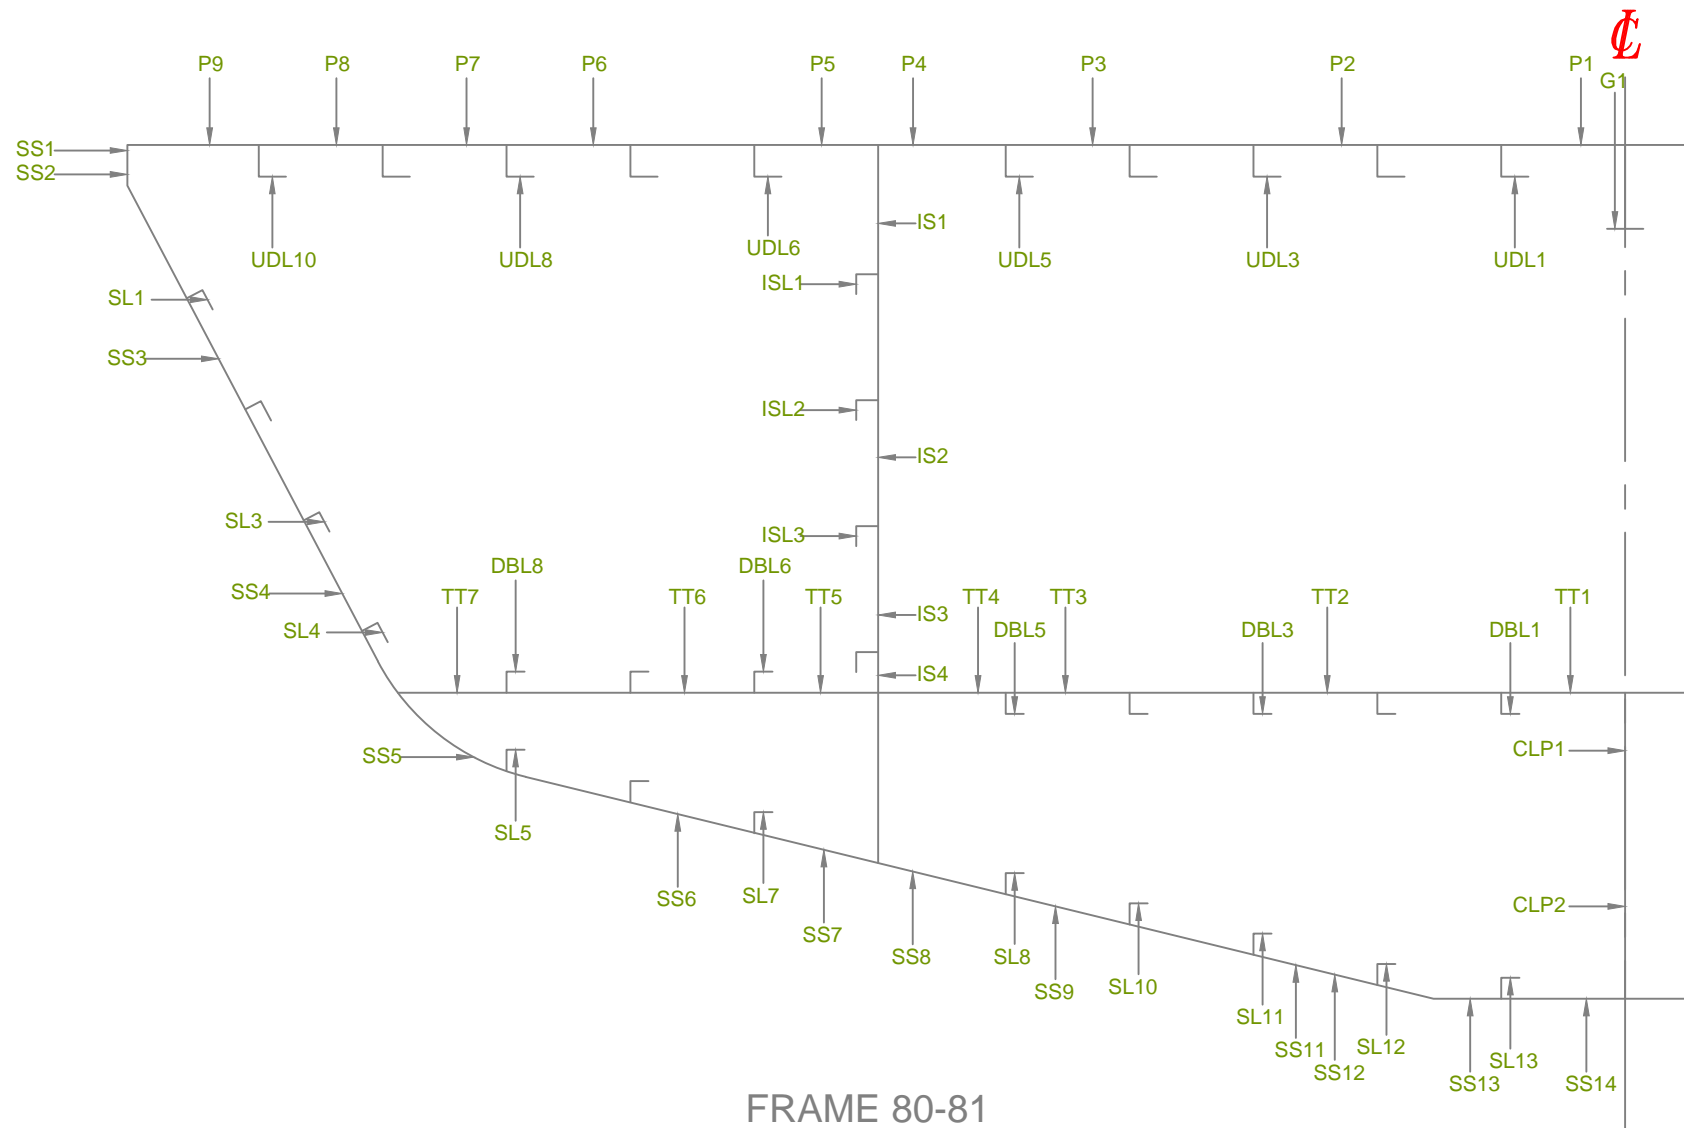 ℄
P9 P8 P7 P6 P5 P4 P3 P2 P1
G1
SS1
SS2
IS1
UDL10 UDL8 UDL6 UDL5 UDL3 UDL1
ISL1
SL1
SS3
ISL2
IS2
SL3
ISL3
DBL8 DBL6
SS4 TT7 TT6 TT5 TT4 TT3 TT2 TT1
IS3
SL4 DBL5 DBL3 DBL1
IS4
SS5 CLP1
SL5
SS6 SL7 CLP2
SS7
SS8 SL8
SS9 SL10
SL11
SS11 SL12
SS12 SL13
SS13 SS14
FRAME 80-81